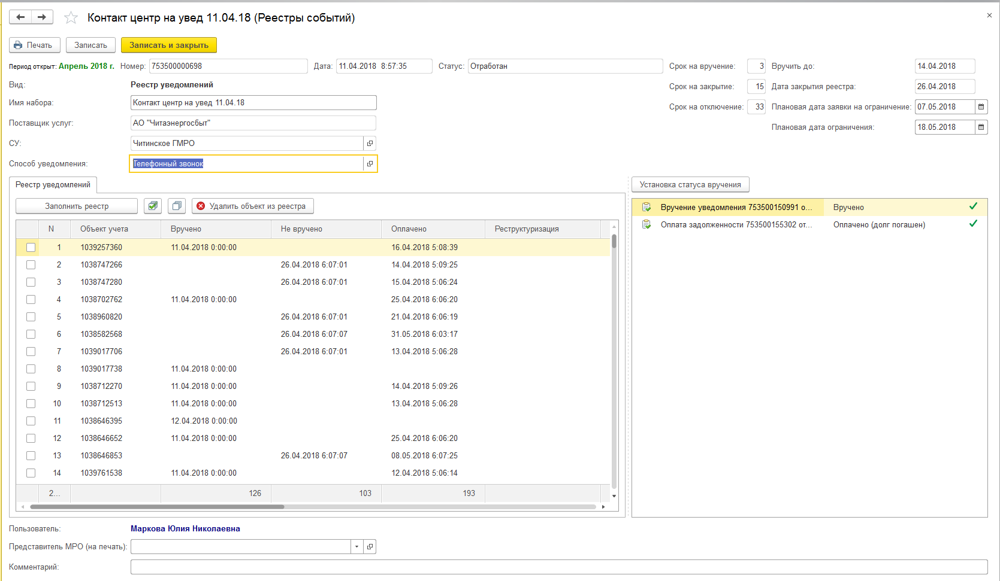 Контакт центр на увед 11.04.18 (Реестры событий)
Печать Записать Записать и закрыть
Период открыт: Апрель 2018 г. Номер: 753500000698 Дата: 11.04.2018 8:57:35 Статус: Отработан Срок на вручение: 3 Вручить до: 14.04.2018
Вид: Реестр уведомлений Срок на закрытие: 15 Дата закрытия реестра: 26.04.2018
Имя набора: Контакт центр на увед 11.04.18 Срок на отключение: 33 Плановая дата заявки на ограничение: 07.05.2018
Поставщик услуг: АО "Читаэнергосбыт" Плановая дата ограничения: 18.05.2018
СУ: Читинское ГМРО
Способ уведомления: Телефонный звонок
Реестр уведомлений
Заполнить реестр Удалить объект из реестра
N Объект учета Вручено Не вручено Оплачено Реструктуризация
1 1039257360 11.04.2018 0:00:00 16.04.2018 5:08:39
2 1038747266 26.04.2018 6:07:01 14.04.2018 5:09:25
3 1038747280 26.04.2018 6:07:01 15.04.2018 5:06:24
4 1038702762 11.04.2018 0:00:00 25.04.2018 6:06:20
5 1038960820 26.04.2018 6:07:01 21.04.2018 6:06:19
6 1038582568 26.04.2018 6:07:07 31.05.2018 6:03:17
7 1039017706 26.04.2018 6:07:01 13.04.2018 5:06:28
8 1039017738 11.04.2018 0:00:00
9 1038712270 11.04.2018 0:00:00 14.04.2018 5:09:26
10 1038712513 11.04.2018 0:00:00 13.04.2018 5:06:28
11 1038646395 12.04.2018 0:00:00
12 1038646652 11.04.2018 0:00:00 25.04.2018 6:06:20
13 1038646853 26.04.2018 6:07:07 08.05.2018 6:07:25
14 1039761538 11.04.2018 0:00:00 12.04.2018 5:06:14
2... 126 103 193
Установка статуса вручения
Вручение уведомления 753500150991 о... Вручено
Оплата задолженности 753500155302 от... Оплачено (долг погашен)
Пользователь: Маркова Юлия Николаевна
Представитель МРО (на печать):
Комментарий: